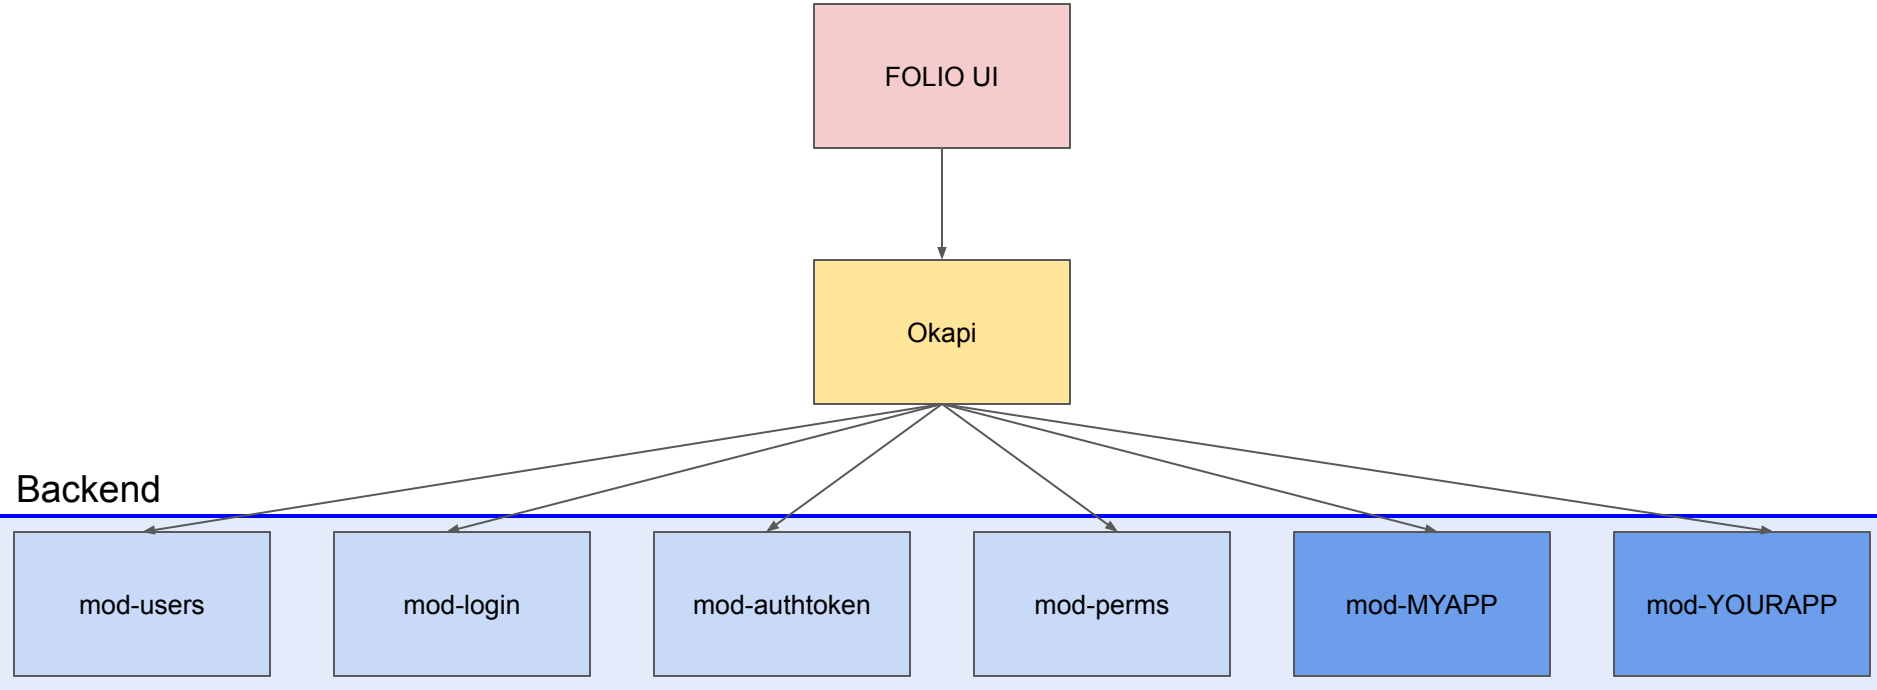 FOLIO UI
Okapi
Backend
mod-users
mod-login
mod-authtoken
mod-perms
mod-MYAPP
mod-YOURAPP